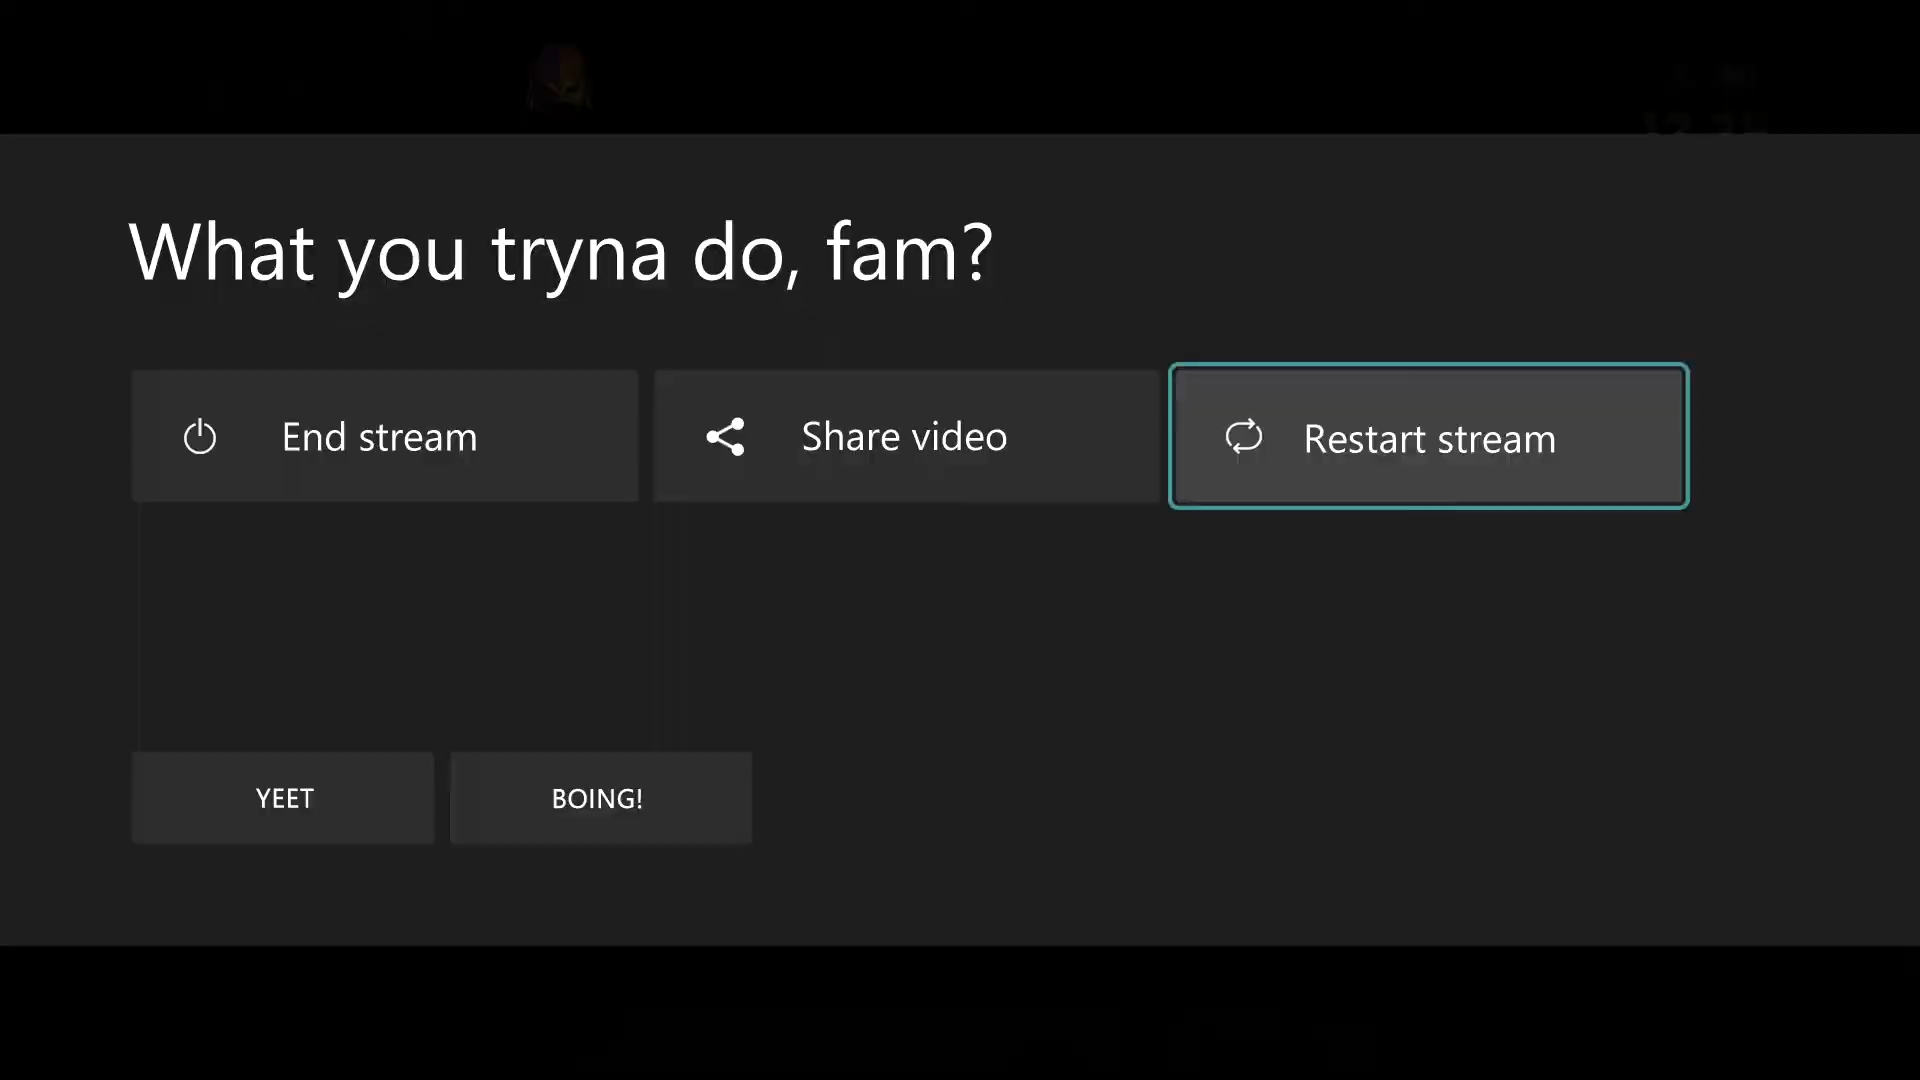 What you tryna do, fam?
End stream
Share video
Restart stream
YEET
BOING!